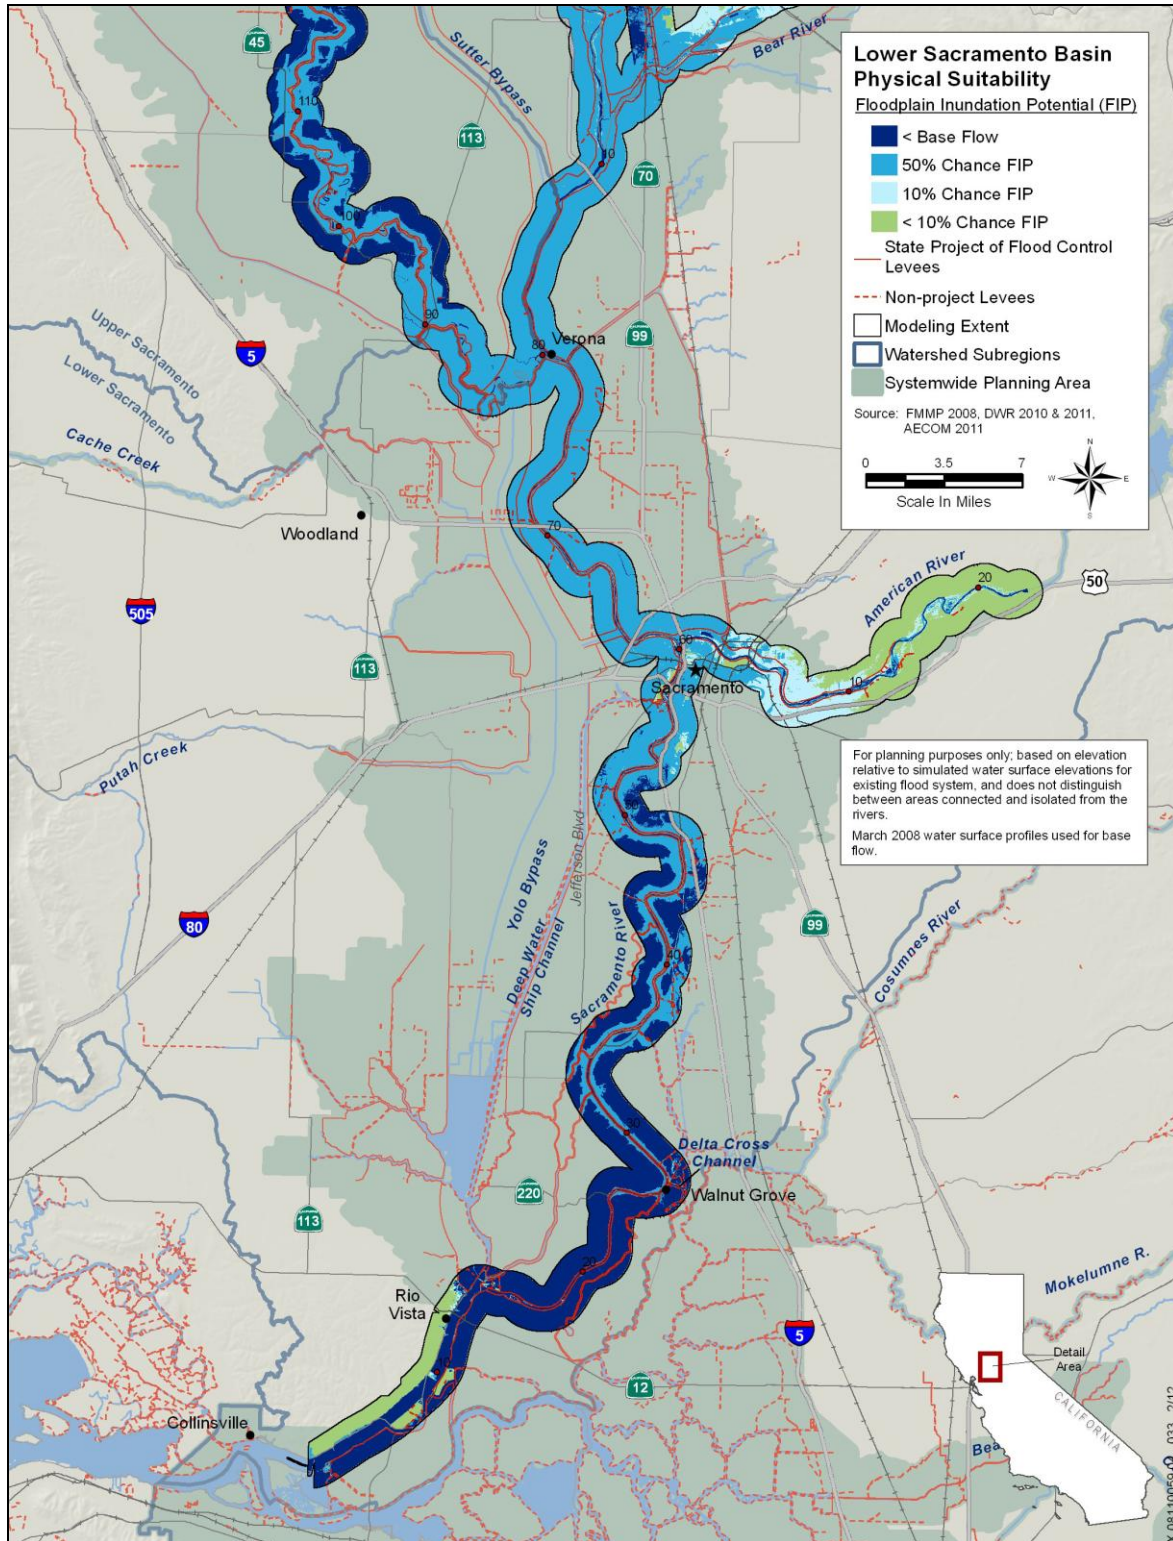 Lower Sacramento Basin
Physical Suitability
Floodplain Inundation Potential (FIP)
< Base Flow
50% Chance FIP
10% Chance FIP
< 10% Chance FIP
State Project of Flood Control
Levees
Non-project Levees
Modeling Extent
Watershed Subregions
Systemwide Planning Area
Source: FMMP 2008, DWR 2010 & 2011,
AECOM 2011
0 3.5 7
Scale In Miles
N
W E
S
45
110
Sutter Bypass
Bear River
113
10
70
100
90
80
Verona
99
5
Upper Sacramento
Lower Sacramento
Cache Creek
Woodland
70
American River
20
50
505
113
60
Sacramento
10
Putah Creek
For planning purposes only; based on elevation
relative to simulated water surface elevations for
existing flood system, and does not distinguish
between areas connected and isolated from the
rivers.
March 2008 water surface profiles used for base
flow.
50
Jefferson Blvd
Yolo Bypass
Deep Water
Ship Channel
Sacramento River
80
99
Cosumnes River
40
30
Delta Cross
Channel
220
Walnut Grove
113
20
Rio
Vista
10
5
Mokelumne R.
12
Detail
Area
CALIFORNIA
Collinsville
Bea